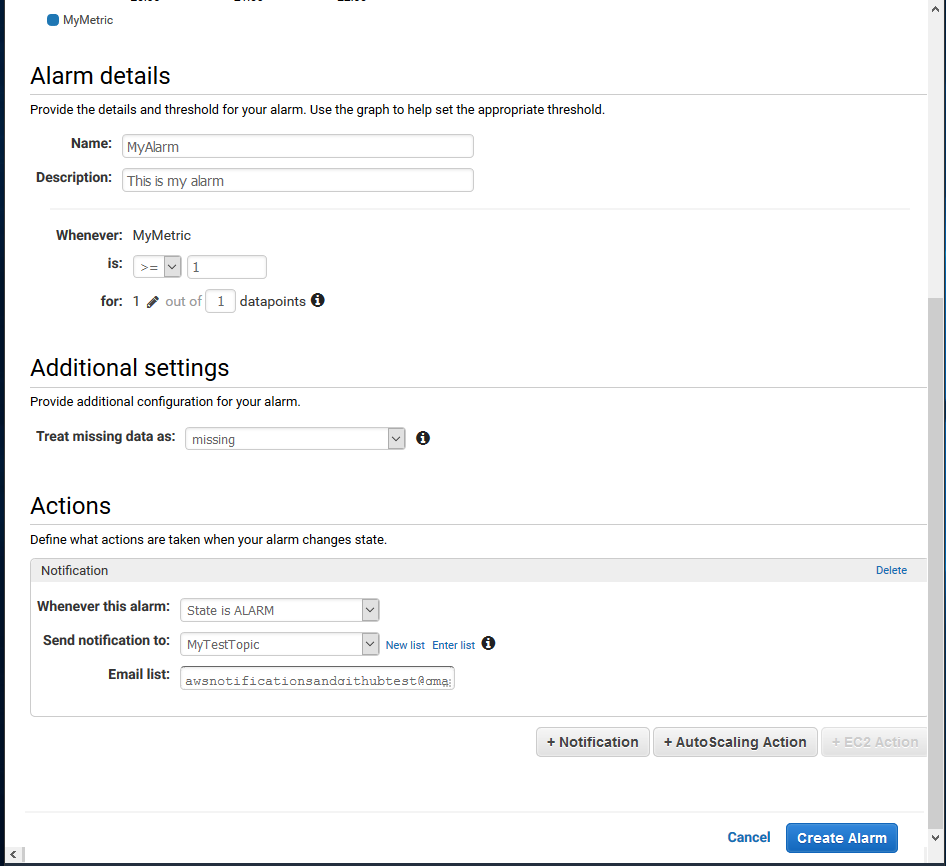 MyMetric
Alarm details
Provide the details and threshold for your alarm. Use the graph to help set the appropriate threshold.
Name: MyAlarm
Description: This is my alarm
Whenever: MyMetric
is: >= 1
for: 1 out of 1 datapoints
Additional settings
Provide additional configuration for your alarm.
Treat missing data as: missing
Actions
Define what actions are taken when your alarm changes state.
Notification Delete
Whenever this alarm: State is ALARM
Send notification to: MyTestTopic New list Enter list
Email list: awsnotificationsandgithubtest@gma
+ Notification + AutoScaling Action + EC2 Action
Cancel Create Alarm